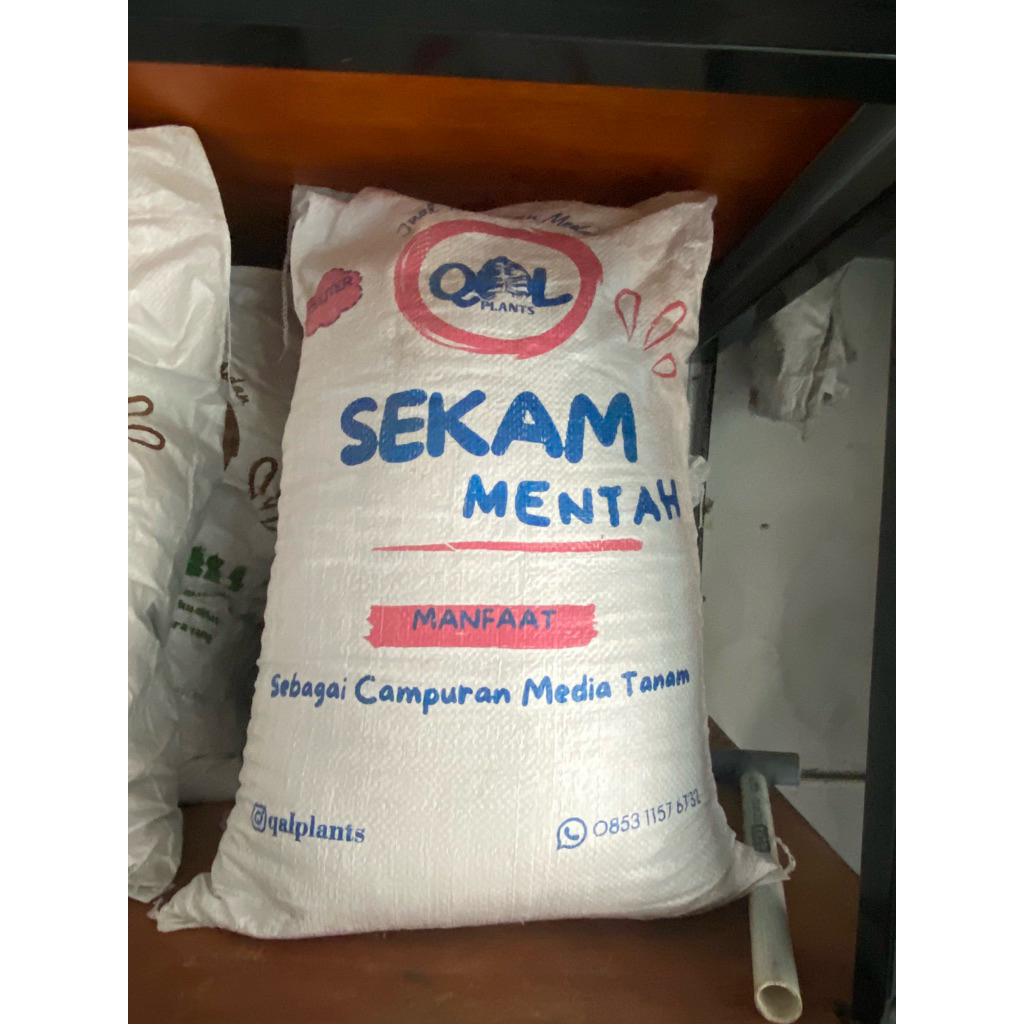 QAL
PLANTS
SEKAM
MENTAH
MANFAAT
Sebagai Campuran Media Tanam
qalplants
0853 1157 6732